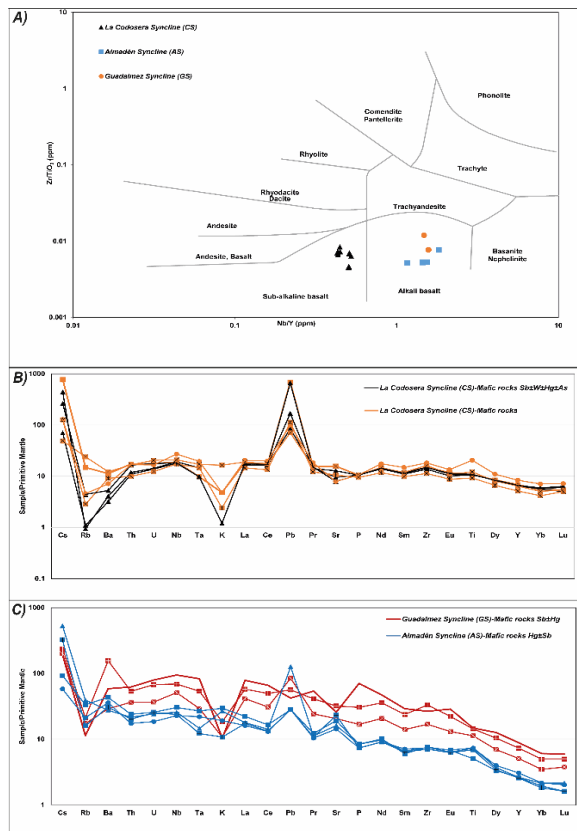 A)
La Codosera Syncline (CS)
Almadén Syncline (AS)
Guadalmez Syncline (GS)
Zr/TiO2 (ppm)
10
1
0.1
0.01
0.001
0.01
0.1
1
10
Nb/Y (ppm)
Phonolite
Comendite
Pantellerite
Rhyolite
Trachyte
Rhyodacite
Dacite
Trachyandesite
Andesite
Andesite, Basalt
Basanite
Nephelinite
Sub-alkaline basalt
Alkali basalt
B)
La Codosera Syncline (CS)-Mafic rocks Sb±W±Hg±As
La Codosera Syncline (CS)-Mafic rocks
Sample/Primitive Mantle
1000
100
10
1
0.1
Cs Rb Ba Th U Nb Ta K La Ce Pb Pr Sr P Nd Sm Zr Eu Ti Dy Y Yb Lu
C)
Guadalmez Syncline (GS)-Mafic rocks Sb±Hg
Almadén Syncline (AS)-Mafic rocks Hg±Sb
Sample/Primitive Mantle
1000
100
10
1
Cs Rb Ba Th U Nb Ta K La Ce Pb Pr Sr P Nd Sm Zr Eu Ti Dy Y Yb Lu